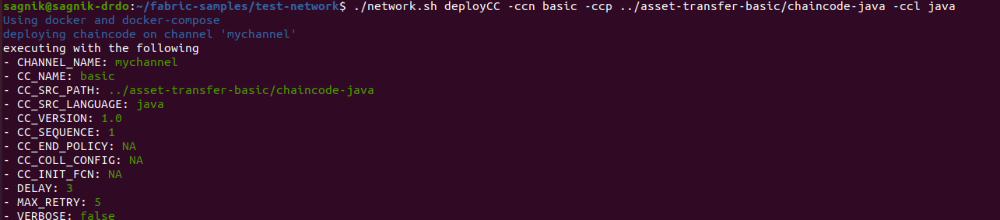 sagnik@sagnik-drdo:~/fabric-samples/test-network$ ./network.sh deployCC -ccn basic -ccp ../asset-transfer-basic/chaincode-java -ccl java
Using docker and docker-compose
deploying chaincode on channel 'mychannel'
executing with the following
- CHANNEL_NAME: mychannel
- CC_NAME: basic
- CC_SRC_PATH: ../asset-transfer-basic/chaincode-java
- CC_SRC_LANGUAGE: java
- CC_VERSION: 1.0
- CC_SEQUENCE: 1
- CC_END_POLICY: NA
- CC_COLL_CONFIG: NA
- CC_INIT_FCN: NA
- DELAY: 3
- MAX_RETRY: 5
- VERBOSE: false